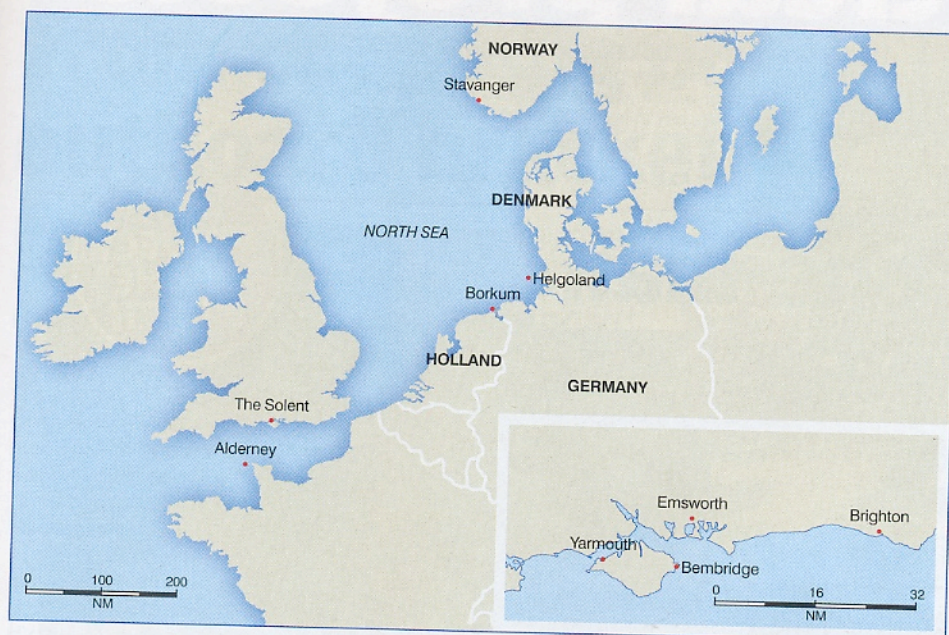 NORWAY
Stavanger
DENMARK
NORTH SEA
Helgoland
Borkum
HOLLAND
GERMANY
The Solent
Alderney
0 100 200
NM
Emsworth
Brighton
Yarmouth
Bembridge
0 16 32
NM